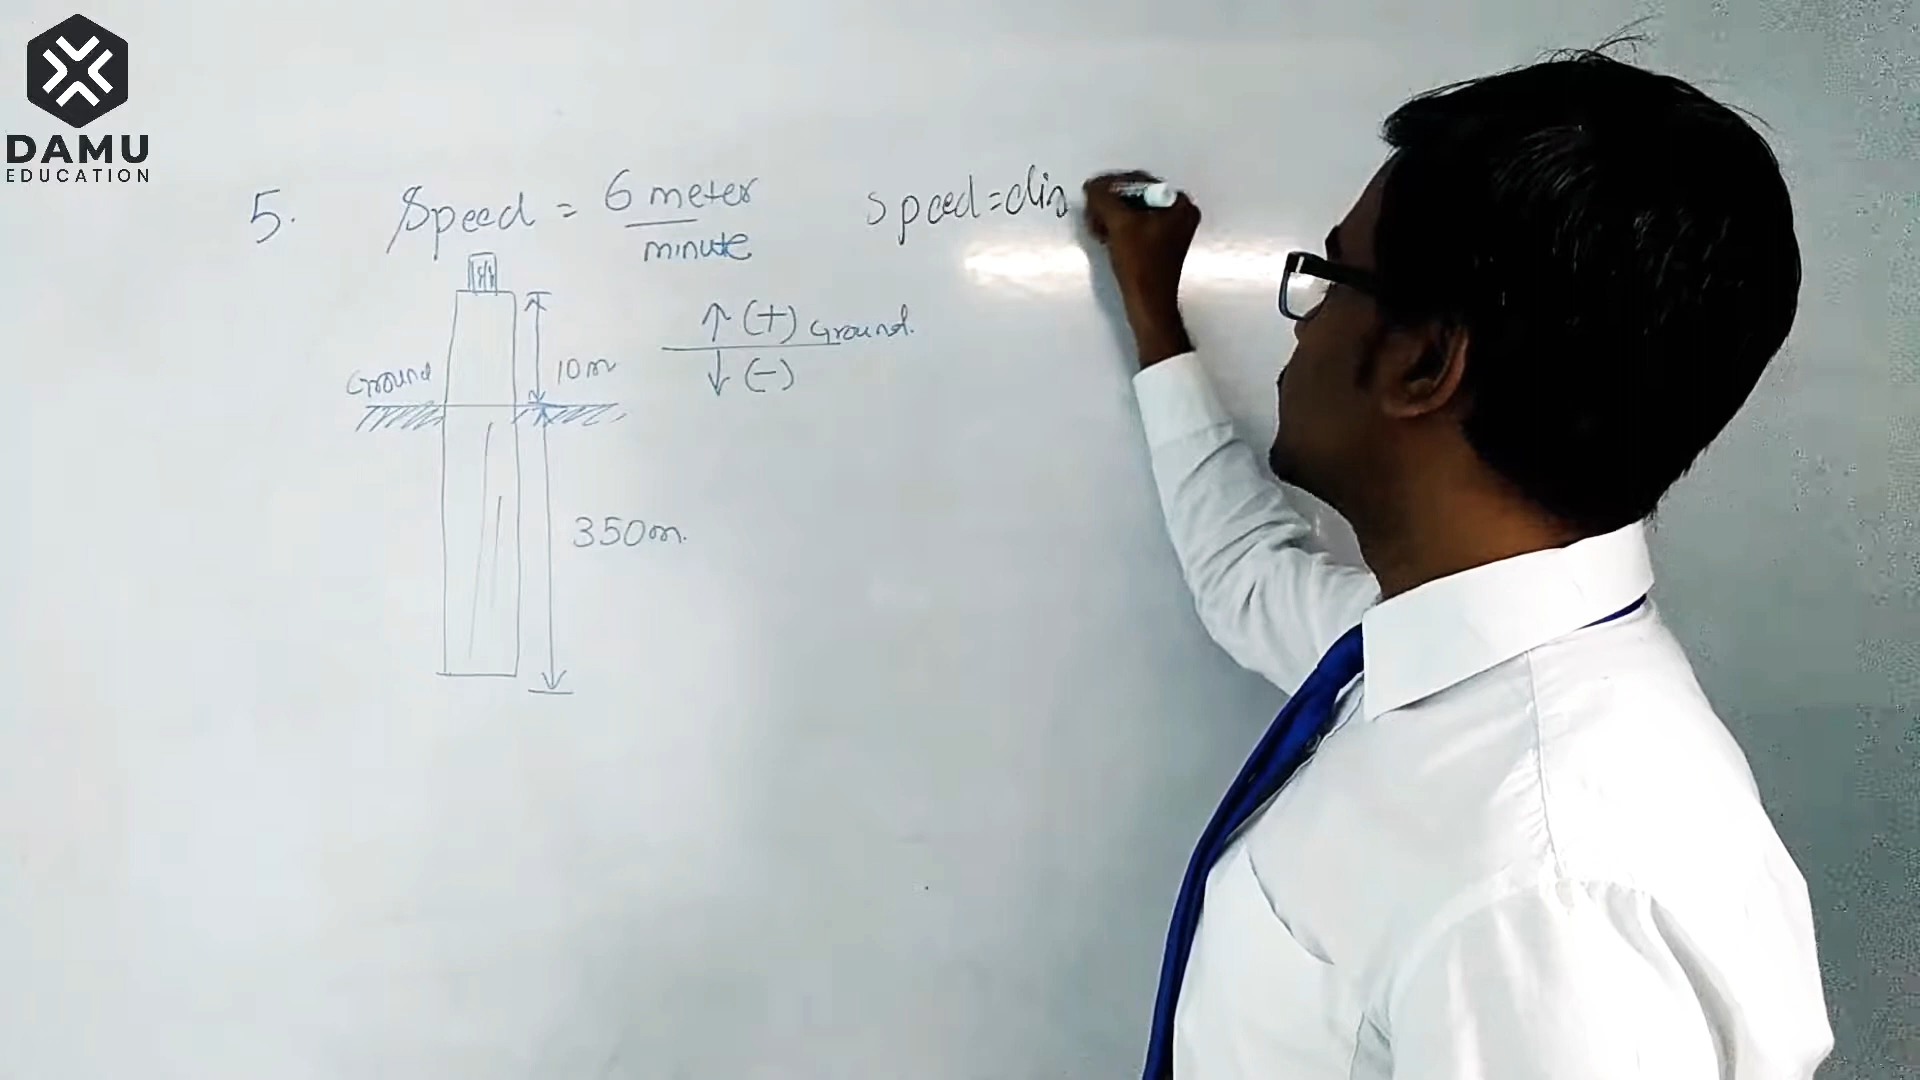 DAMU
EDUCATION
5. Speed = 6 meter
minute
Speed = dis
↑ (+) Ground.
↓ (-)
Ground
10m
350m.